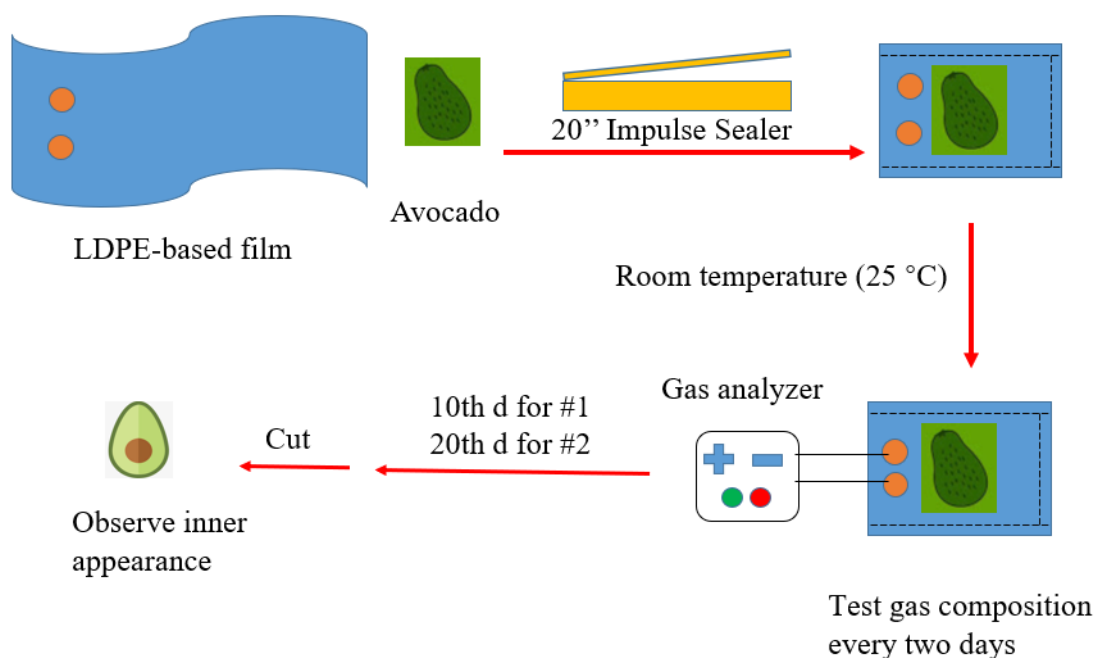 20’’ Impulse Sealer
Avocado
LDPE-based film
Room temperature (25 °C)
Gas analyzer
10th d for #1
20th d for #2
Cut
Observe inner
appearance
Test gas composition
every two days